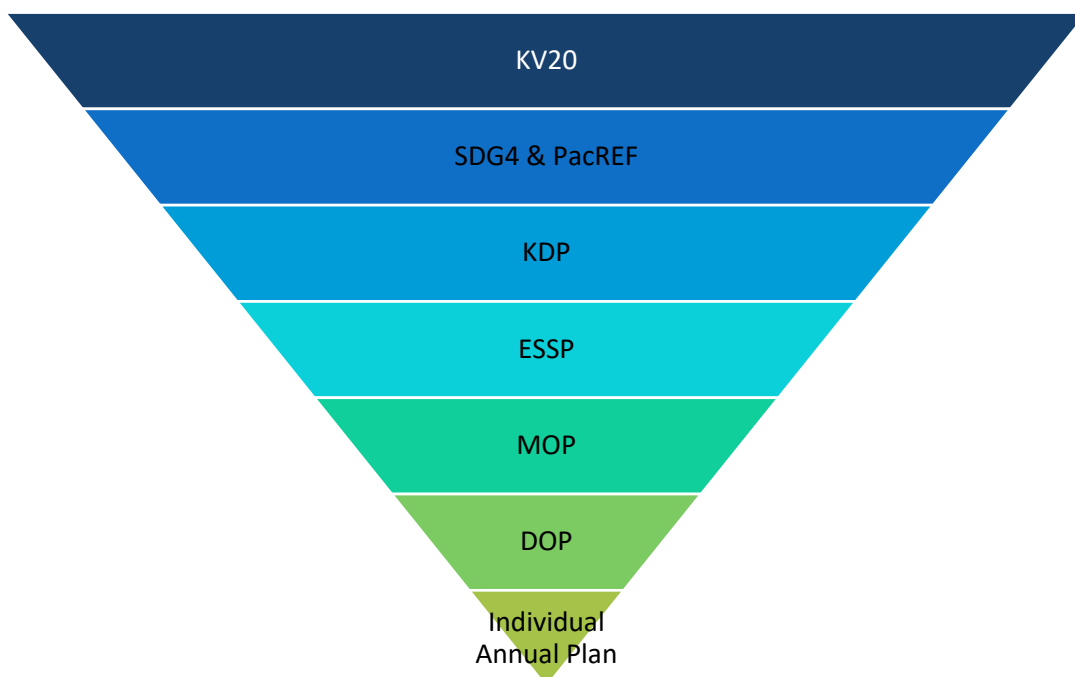 KV20
SDG4 & PacREF
KDP
ESSP
MOP
DOP
Individual
Annual Plan